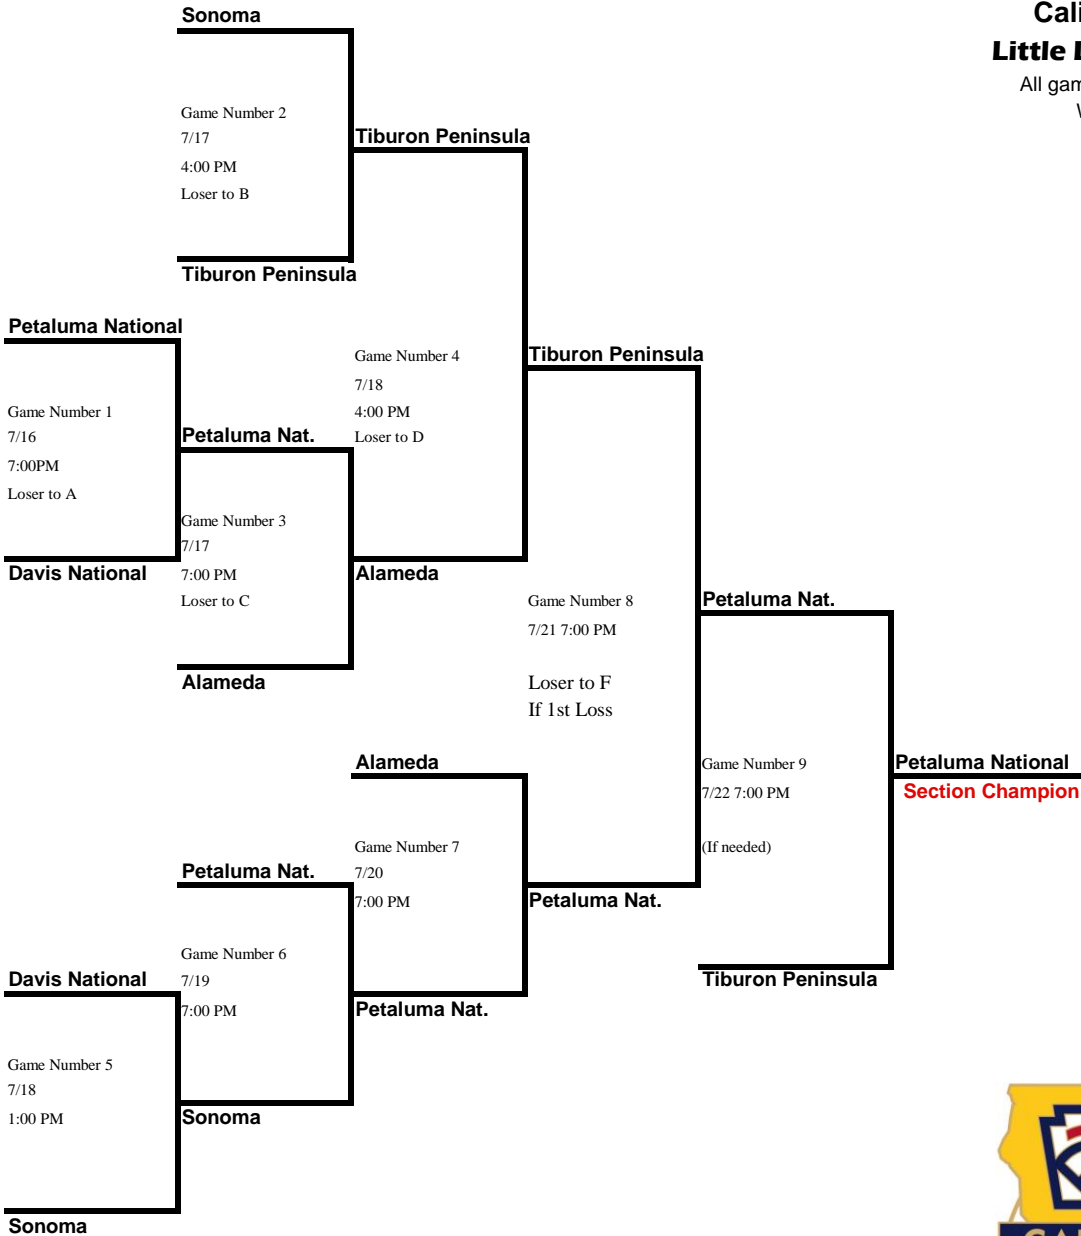 Sonoma
Cali
Little
All gam
Game Number 2
7/17
4:00 PM
Loser to B
Tiburon Peninsula
Tiburon Peninsula
Petaluma National
Game Number 1
7/16
7:00PM
Loser to A
Davis National
Petaluma Nat.
Game Number 3
7/17
7:00 PM
Loser to C
Alameda
Game Number 4
7/18
4:00 PM
Loser to D
Alameda
Tiburon Peninsula
Game Number 8
7/21 7:00 PM
Loser to F
If 1st Loss
Petaluma Nat.
Alameda
Game Number 7
7/20
7:00 PM
Petaluma Nat.
Petaluma Nat.
Game Number 6
7/19
7:00 PM
Petaluma Nat.
Davis National
Game Number 5
7/18
1:00 PM
Sonoma
Sonoma
Game Number 9
7/22 7:00 PM
(If needed)
Tiburon Peninsula
Petaluma National
Section Champion